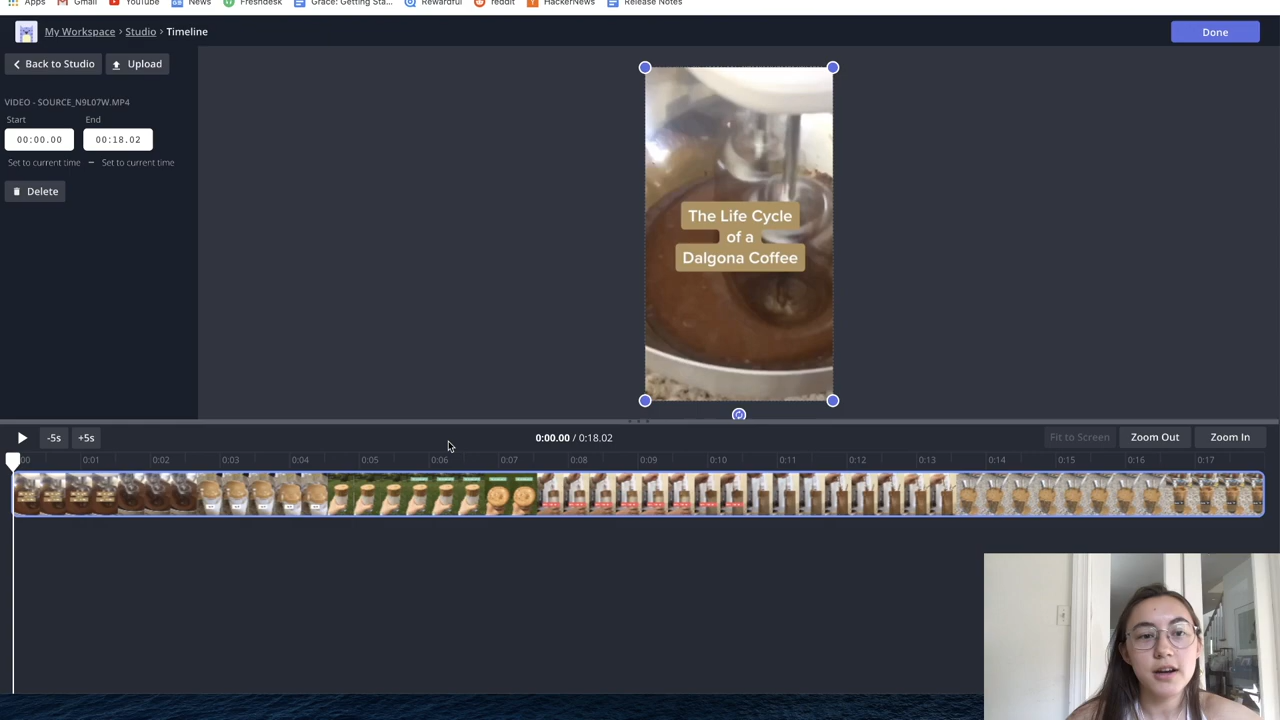 Apps Gmail YouTube News Freshdesk Grace: Getting Sta... Rewardful reddit HackerNews Release Notes
My Workspace > Studio > Timeline
Done
Back to Studio Upload
VIDEO - SOURCE_N9L07W.MP4
Start End
00:00.00 00:18.02
Set to current time – Set to current time
Delete
The Life Cycle
of a
Dalgona Coffee
-5s +5s 0:00.00 / 0:18.02 Fit to Screen Zoom Out Zoom In
:00 0:01 0:02 0:03 0:04 0:05 0:06 0:07 0:08 0:09 0:10 0:11 0:12 0:13 0:14 0:15 0:16 0:17